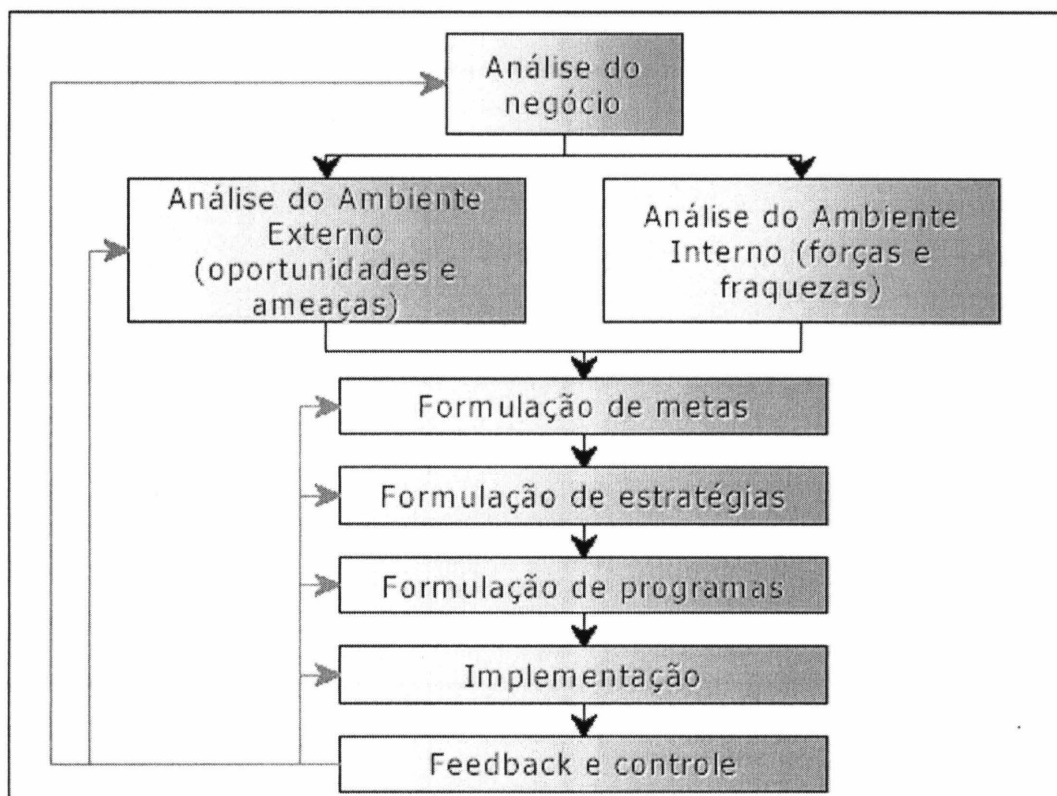 Análise do
negócio
Análise do Ambiente
Externo
(oportunidades e
ameaças)
Análise do Ambiente
Interno (forças e
fraquezas)
Formulação de metas
Formulação de estratégias
Formulação de programas
Implementação
Feedback e controle